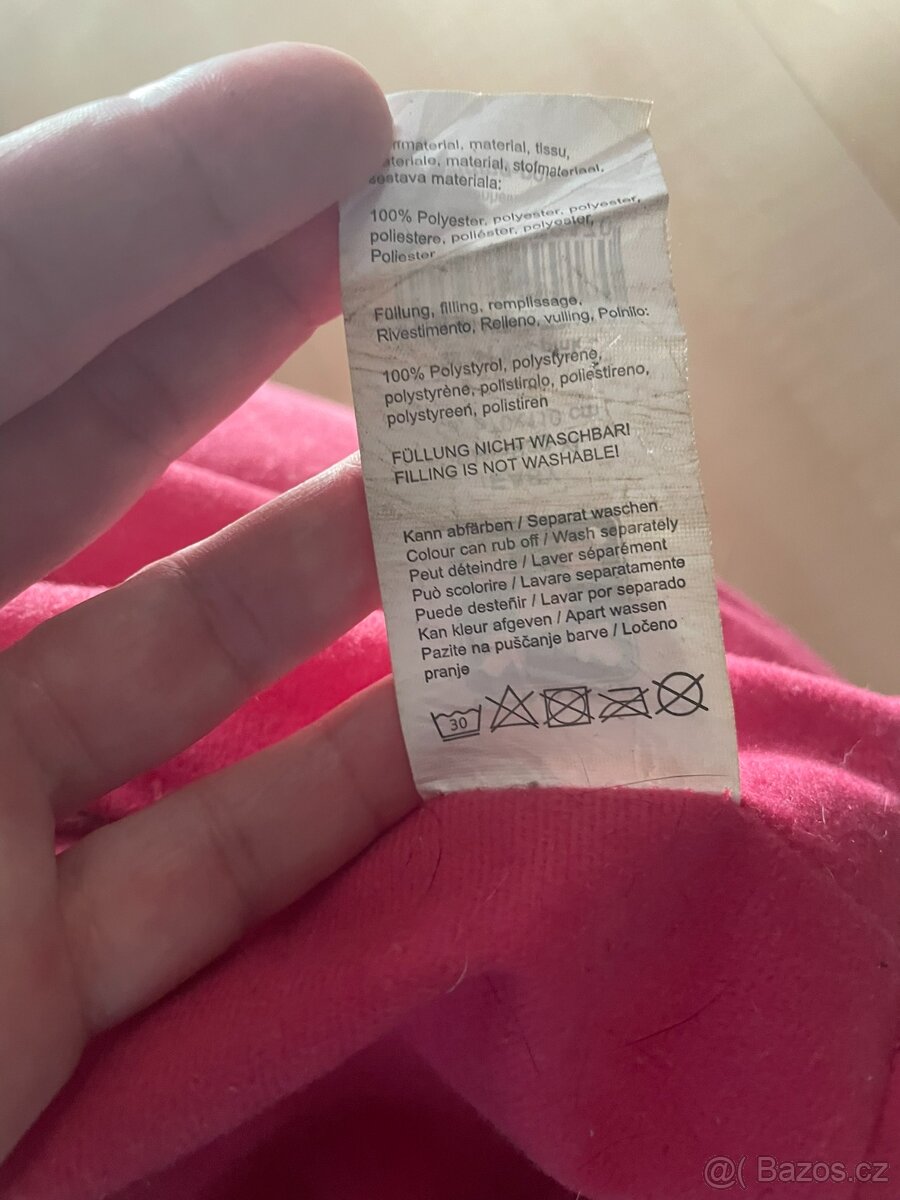 material, material, tissu,
materiale, material, stofmateriaal,
sestava materiala:
100% Polyester, polyester, polyester,
poliestere, poliéster, polyester,
Poliester
Füllung, filling, remplissage,
Rivestimento, Relleno, vulling, Polnilo:
100% Polystyrol, polystyrene,
polystyrène, polistirolo, poliestireno,
polystyreen, polistiren
FÜLLUNG NICHT WASCHBAR!
FILLING IS NOT WASHABLE!
Kann abfärben / Separat waschen
Colour can rub off / Wash separately
Peut déteindre / Laver séparément
Può scolorire / Lavare separatamente
Puede desteñir / Lavar por separado
Kan kleur afgeven / Apart wassen
Pazite na puščanje barve / Ločeno
pranje
30
@( Bazos.cz